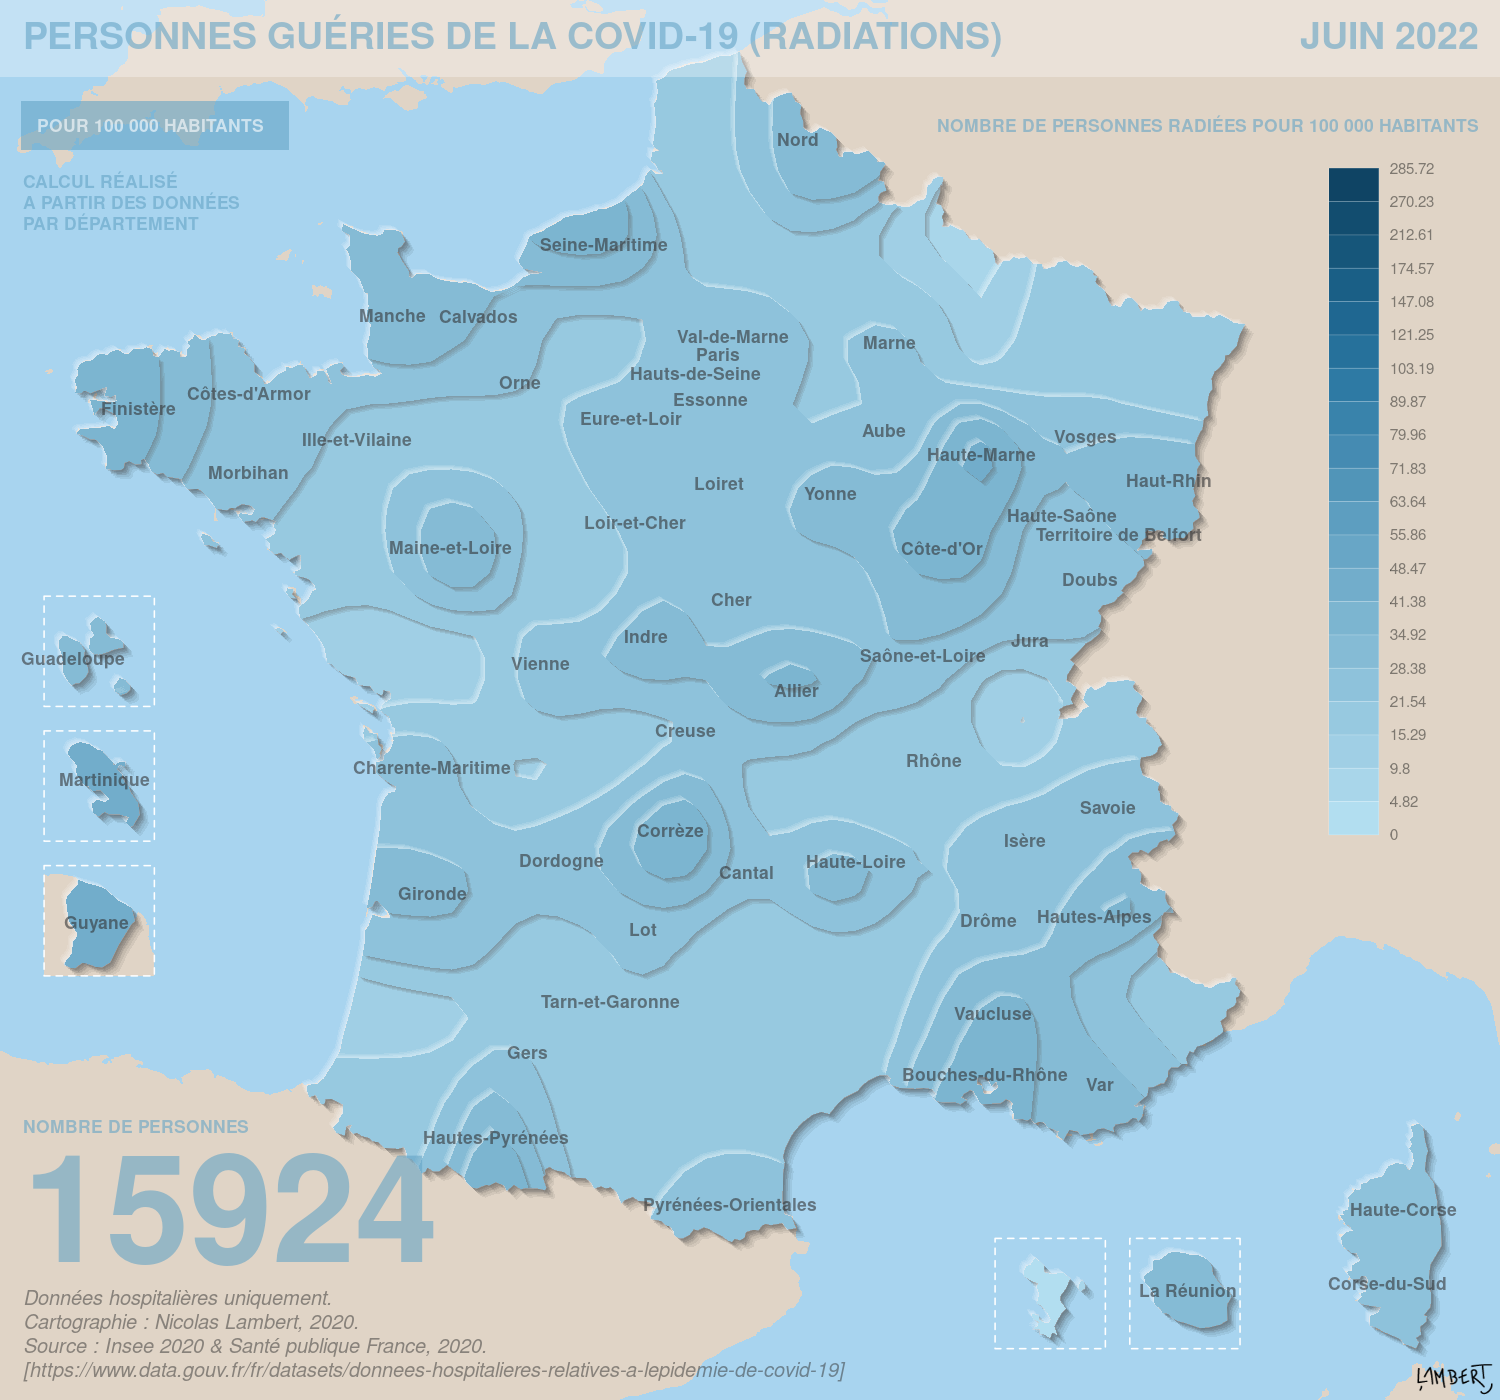 PERSONNES GUÉRIES DE LA COVID-19 (RADIATIONS)
JUIN 2022
POUR 100 000 HABITANTS
CALCUL RÉALISÉ
A PARTIR DES DONNÉES
PAR DÉPARTEMENT
NOMBRE DE PERSONNES RADIÉES POUR 100 000 HABITANTS
285.72
270.23
212.61
174.57
147.08
121.25
103.19
89.87
79.96
71.83
63.64
55.86
48.47
41.38
34.92
28.38
21.54
15.29
9.8
4.82
0
Nord
Seine-Maritime
Manche
Calvados
Val-de-Marne
Paris
Hauts-de-Seine
Marne
Orne
Essonne
Eure-et-Loir
Côtes-d'Armor
Finistère
Ille-et-Vilaine
Aube
Vosges
Haute-Marne
Morbihan
Loiret
Yonne
Haut-Rhin
Loir-et-Cher
Haute-Saône
Territoire de Belfort
Maine-et-Loire
Côte-d'Or
Doubs
Cher
Indre
Jura
Vienne
Saône-et-Loire
Allier
Guadeloupe
Creuse
Charente-Maritime
Rhône
Martinique
Savoie
Corrèze
Isère
Dordogne
Cantal
Haute-Loire
Gironde
Hautes-Alpes
Drôme
Guyane
Lot
Tarn-et-Garonne
Vaucluse
Gers
Bouches-du-Rhône
Var
Hautes-Pyrénées
Pyrénées-Orientales
Haute-Corse
Corse-du-Sud
La Réunion
NOMBRE DE PERSONNES
15924
Données hospitalières uniquement.
Cartographie : Nicolas Lambert, 2020.
Source : Insee 2020 & Santé publique France, 2020.
[https://www.data.gouv.fr/fr/datasets/donnees-hospitalieres-relatives-a-lepidemie-de-covid-19]
LAMBERT